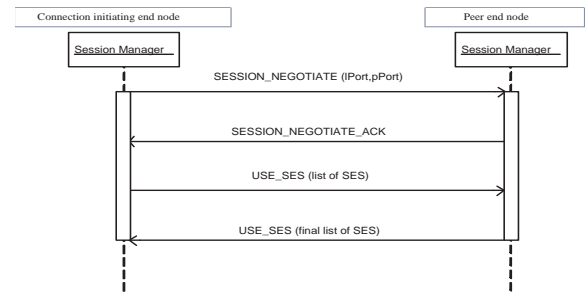 Connection initiating end node
Peer end node
Session Manager
Session Manager
SESSION_NEGOTIATE (lPort,pPort)
SESSION_NEGOTIATE_ACK
USE_SES (list of SES)
USE_SES (final list of SES)